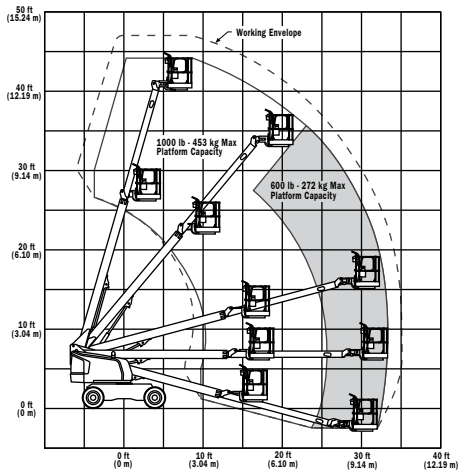 50 ft
(15.24 m)
Working Envelope
40 ft
(12.19 m)
1000 lb - 453 kg Max
Platform Capacity
30 ft
(9.14 m)
600 lb - 272 kg Max
Platform Capacity
20 ft
(6.10 m)
10 ft
(3.04 m)
0 ft
(0 m)
0 ft
(0 m)
10 ft
(3.04 m)
20 ft
(6.10 m)
30 ft
(9.14 m)
40 ft
(12.19 m)